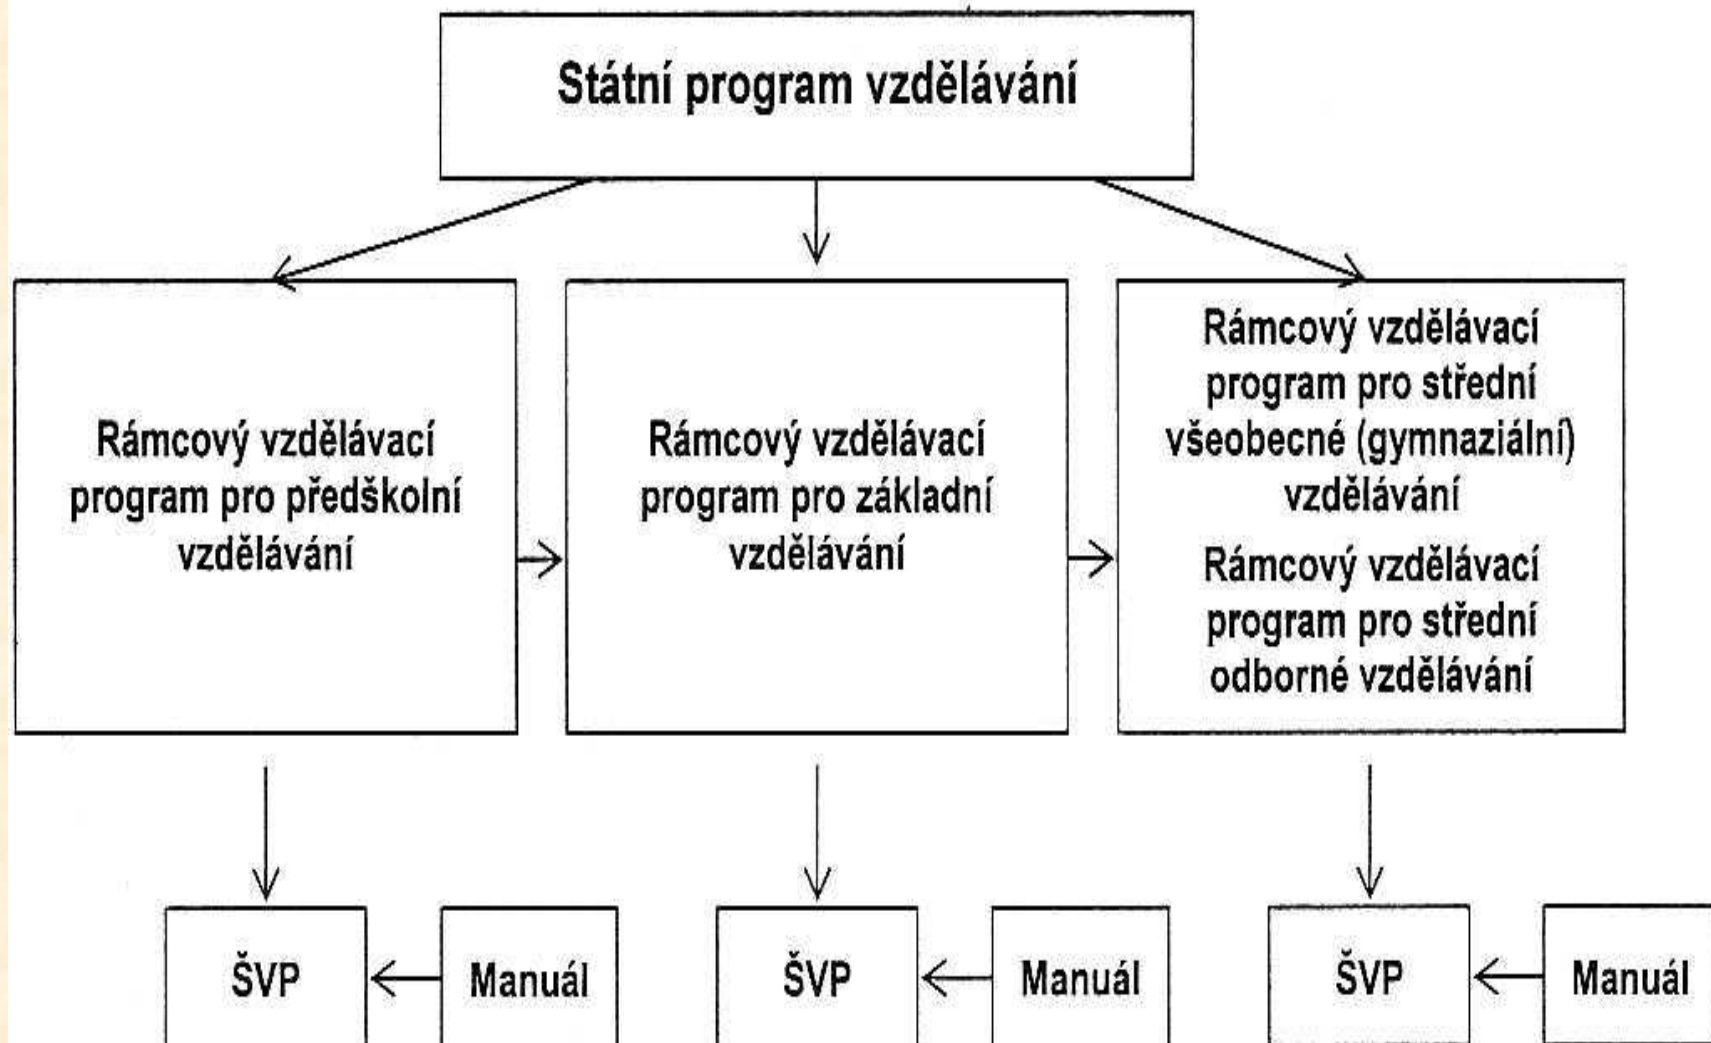 Státní program vzdělávání
Rámcový vzdělávací
program pro předškolní
vzdělávání
Rámcový vzdělávací
program pro základní
vzdělávání
Rámcový vzdělávací
program pro střední
všeobecné (gymnaziální)
vzdělávání
Rámcový vzdělávací
program pro střední
odborné vzdělávání
ŠVP
Manuál
ŠVP
Manuál
ŠVP
Manuál